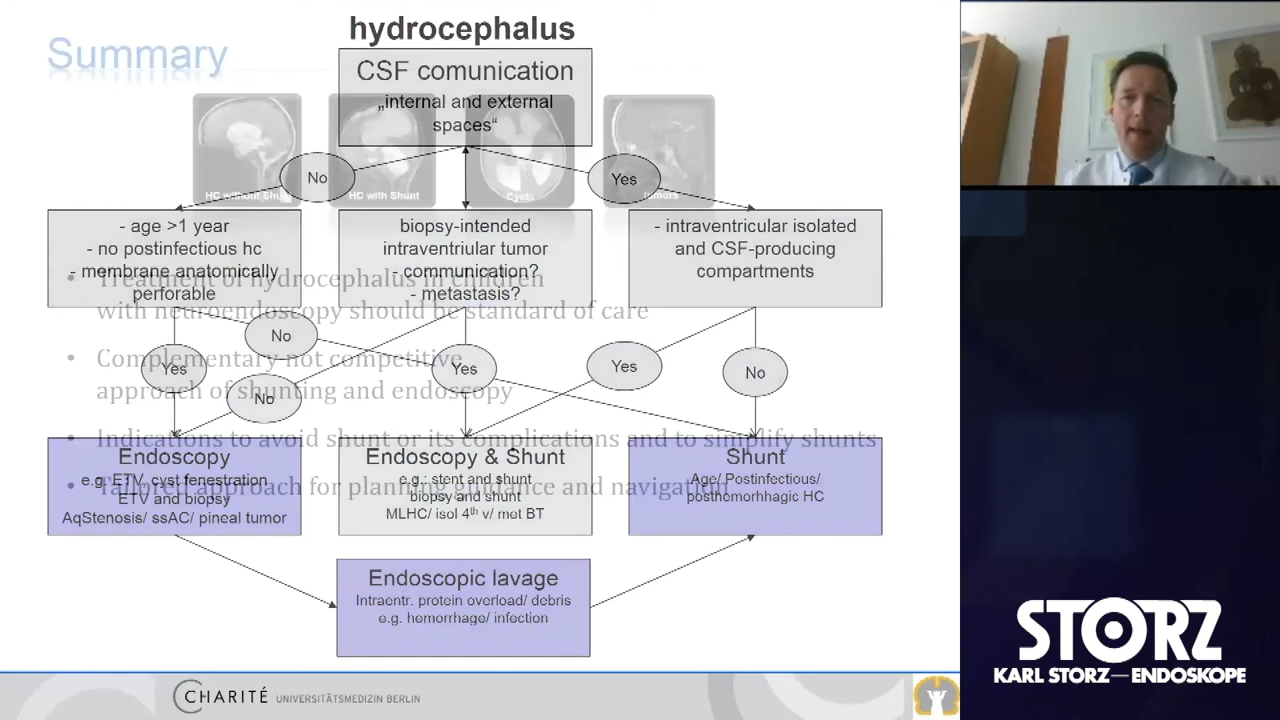 hydrocephalus
Summary
CSF comunication
„internal and external
spaces“
No
Yes
HC without Shunt
HC with Shunt
Cysts
Tumors
- age >1 year
- no postinfectious hc
- membrane anatomically
perforable
biopsy-intended
intraventriular tumor
- communication?
- metastasis?
- intraventricular isolated
and CSF-producing
compartments
• Treatment of hydrocephalus in children
with neuroendoscopy should be standard of care
No
Yes
No
Yes
Yes
No
• Complementary not competitive
approach of shunting and endoscopy
• Indications to avoid shunt or its complications and to simplify shunts
• Tailored approach for planning guidance and navigation
Endoscopy
e.g. ETV, cyst fenestration
ETV and biopsy
AqStenosis/ ssAC/ pineal tumor
Endoscopy & Shunt
e.g.: stent and shunt
biopsy and shunt
MLHC/ isol 4th v/ met BT
Shunt
Age/ Postinfectious/
posthomorhhagic HC
Endoscopic lavage
Intraentr. protein overload/ debris
e.g. hemorrhage/ infection
CHARITÉ UNIVERSITÄTSMEDIZIN BERLIN
STORZ
KARL STORZ—ENDOSKOPE